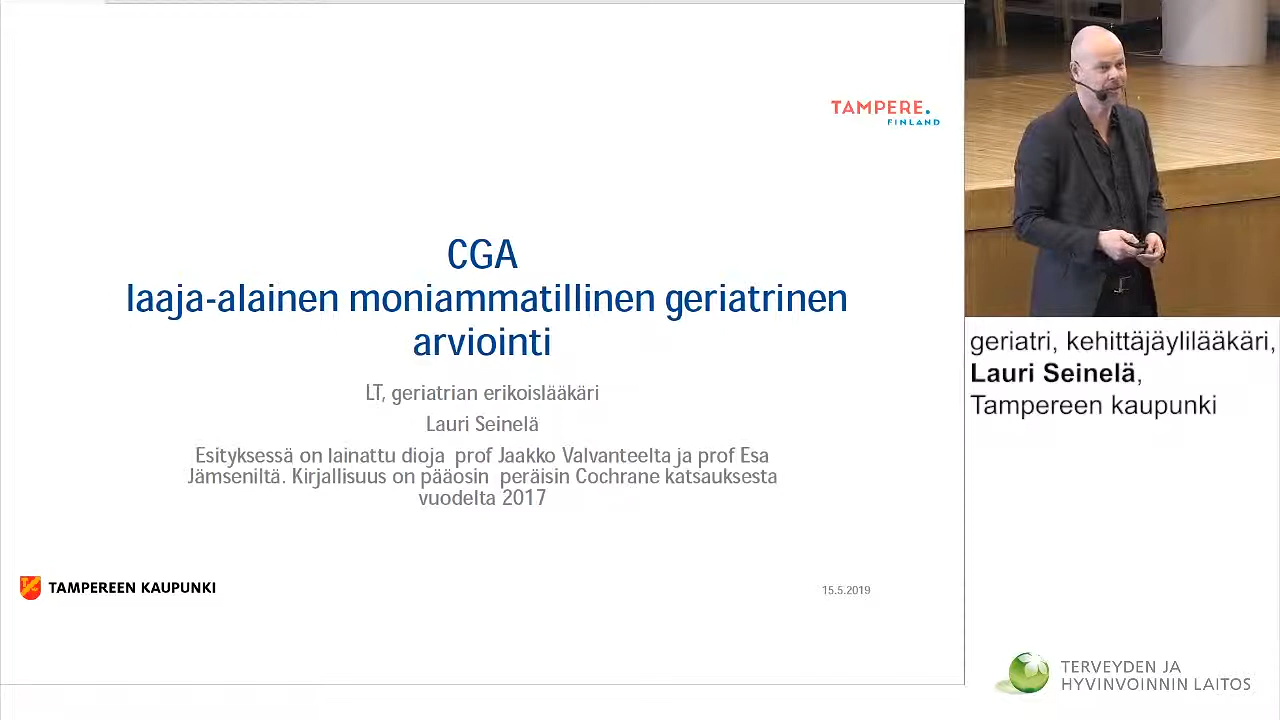 TAMPERE.
FINLAND
CGA
laaja-alainen moniammatillinen geriatrinen
arviointi
LT, geriatrian erikoislääkäri
Lauri Seinelä
Esityksessä on lainattu dioja prof Jaakko Valvanteelta ja prof Esa
Jämseniltä. Kirjallisuus on pääosin peräisin Cochrane katsauksesta
vuodelta 2017
TAMPEREEN KAUPUNKI
15.5.2019
geriatri, kehittäjäylilääkäri,
Lauri Seinelä,
Tampereen kaupunki
TERVEYDEN JA
HYVINVOINNIN LAITOS